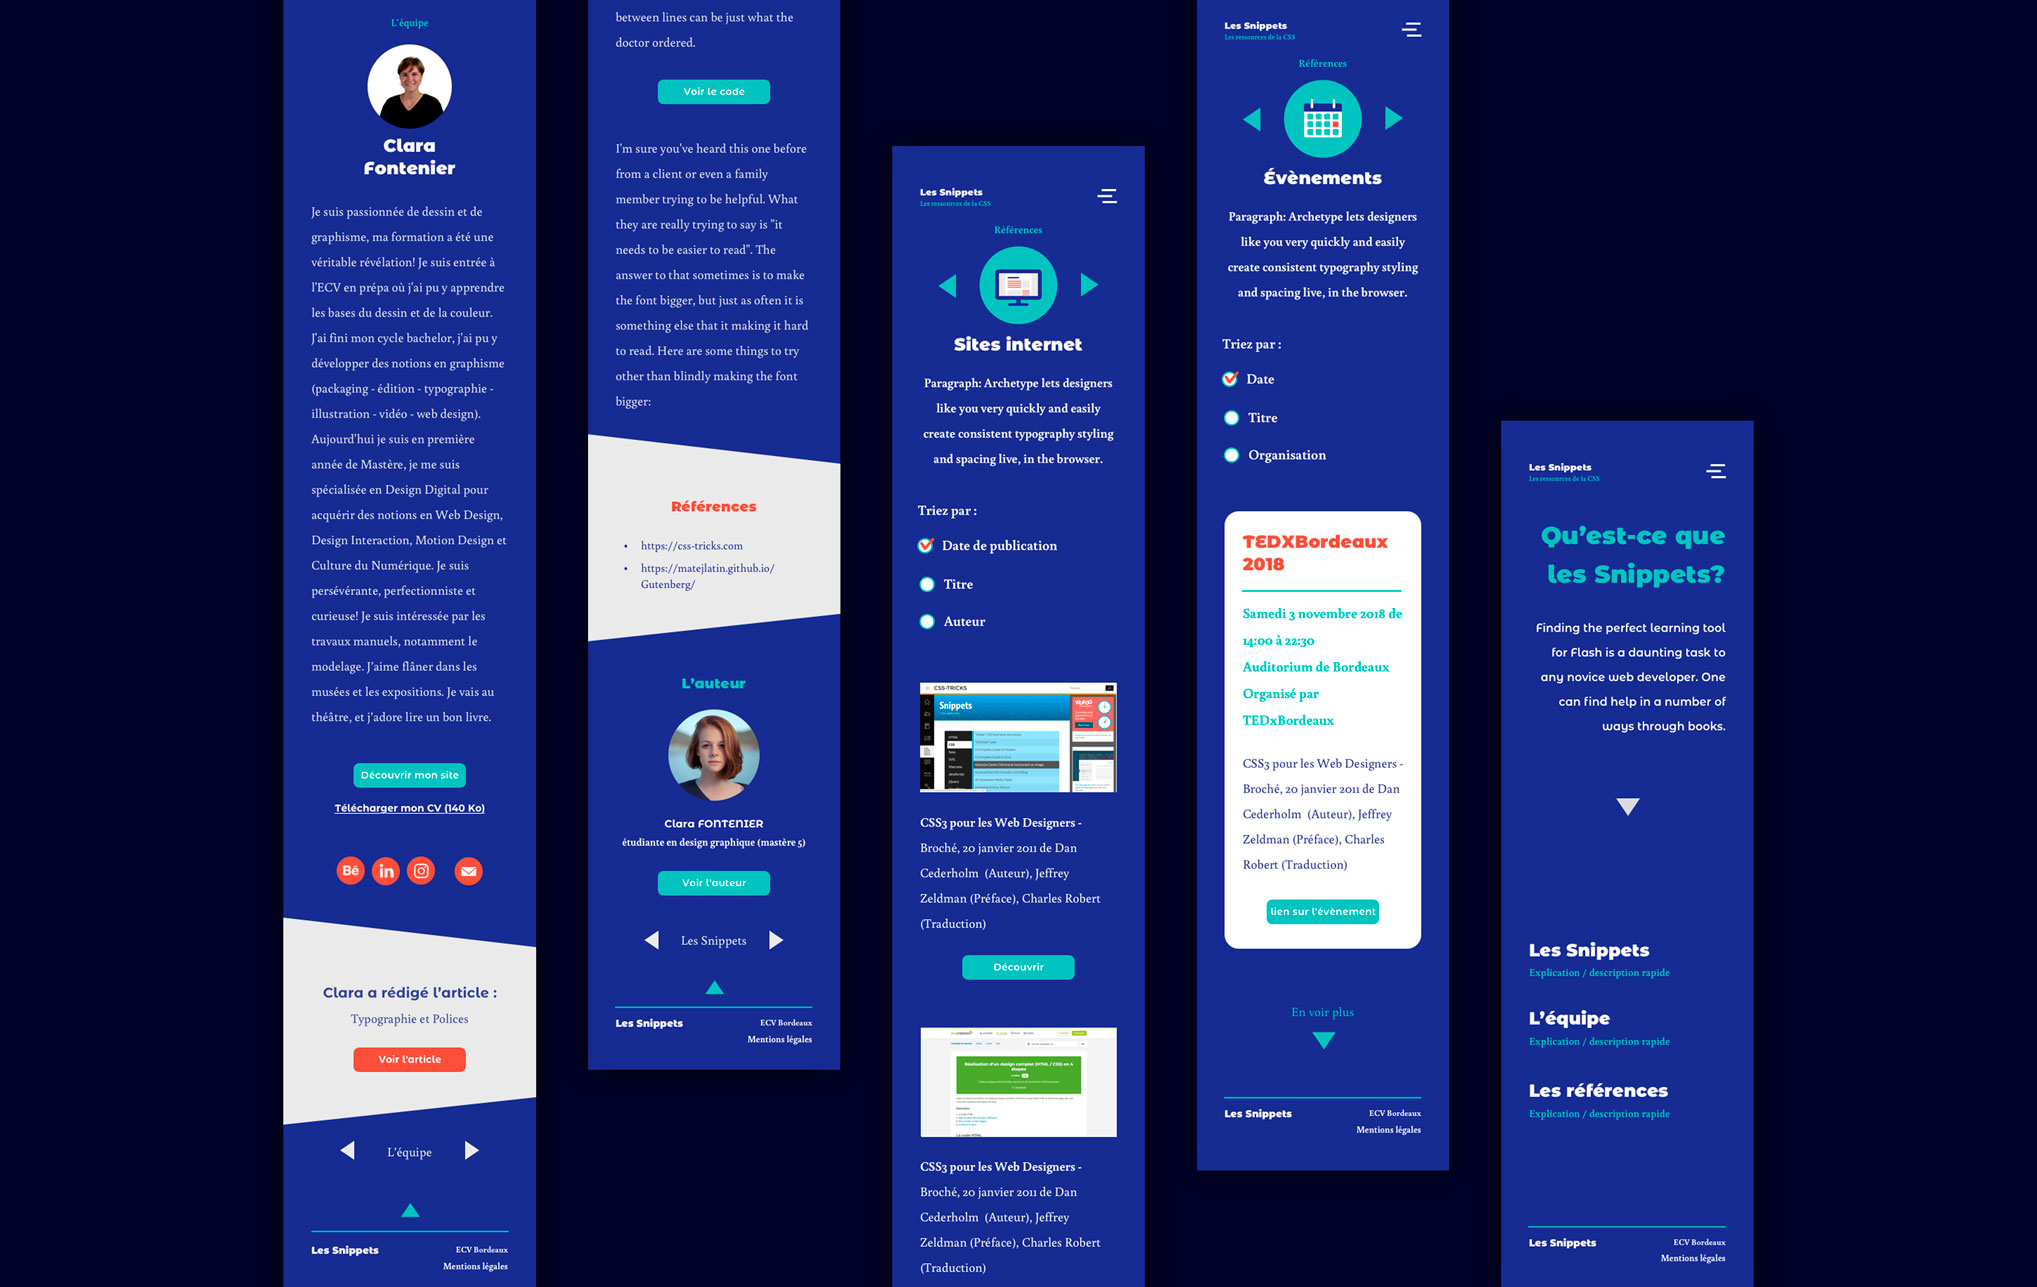 L'équipe
Clara
Fontenier
Je suis passionnée de dessin et de
graphisme, ma formation a été une
véritable révélation! Je suis entrée à
l'ECV en prépa où j'ai pu y apprendre
les bases du dessin et de la couleur.
J'ai fini mon cycle bachelor, j'ai pu y
développer des notions en graphisme
(packaging - édition - typographie -
illustration - vidéo - web design).
Aujourd'hui je suis en première
année de Mastère, je me suis
spécialisée en Design Digital pour
acquérir des notions en Web Design,
Design Interaction, Motion Design et
Culture du Numérique. Je suis
persévérante, perfectionniste et
curieuse! Je suis intéressée par les
travaux manuels, notamment le
modelage. J'aime flâner dans les
musées et les expositions. Je vais au
théâtre, et j'adore lire un bon livre.
Découvrir mon site
Télécharger mon CV (140 Ko)
Bē in
Clara a rédigé l'article :
Typographie et Polices
Voir l'article
L'équipe
Les Snippets
ECV Bordeaux
Mentions légales
between lines can be just what the
doctor ordered.
Voir le code
I'm sure you've heard this one before
from a client or even a family
member trying to be helpful. What
they are really trying to say is "it
needs to be easier to read". The
answer to that sometimes is to make
the font bigger, but just as often it is
something else that it making it hard
to read. Here are some things to try
other than blindly making the font
bigger:
Références
• https://css-tricks.com
• https://matejlatin.github.io/
Gutenberg/
L'auteur
Clara FONTENIER
étudiante en design graphique (mastère 5)
Voir l'auteur
Les Snippets
Les Snippets
ECV Bordeaux
Mentions légales
Les Snippets
Les ressources de la CSS
Références
Sites internet
Paragraph: Archetype lets designers
like you very quickly and easily
create consistent typography styling
and spacing live, in the browser.
Triez par :
Date de publication
Titre
Auteur
CSS-TRICKS
Snippets
HTML
CSS
CSS3 pour les Web Designers -
Broché, 20 janvier 2011 de Dan
Cederholm (Auteur), Jeffrey
Zeldman (Préface), Charles Robert
(Traduction)
Découvrir
Réalisation d'un design complet (HTML / CSS) en 4
étapes
Le code HTML
CSS3 pour les Web Designers -
Broché, 20 janvier 2011 de Dan
Cederholm (Auteur), Jeffrey
Zeldman (Préface), Charles Robert
(Traduction)
Les Snippets
Les ressources de la CSS
Références
Évènements
Paragraph: Archetype lets designers
like you very quickly and easily
create consistent typography styling
and spacing live, in the browser.
Triez par :
Date
Titre
Organisation
TEDXBordeaux
2018
Samedi 3 novembre 2018 de
14:00 à 22:30
Auditorium de Bordeaux
Organisé par
TEDxBordeaux
CSS3 pour les Web Designers -
Broché, 20 janvier 2011 de Dan
Cederholm (Auteur), Jeffrey
Zeldman (Préface), Charles
Robert (Traduction)
lien sur l'évènement
En voir plus
Les Snippets
ECV Bordeaux
Mentions légales
Les Snippets
Les ressources de la CSS
Qu'est-ce que
les Snippets?
Finding the perfect learning tool
for Flash is a daunting task to
any novice web developer. One
can find help in a number of
ways through books.
Les Snippets
Explication / description rapide
L'équipe
Explication / description rapide
Les références
Explication / description rapide
Les Snippets
ECV Bordeaux
Mentions légales